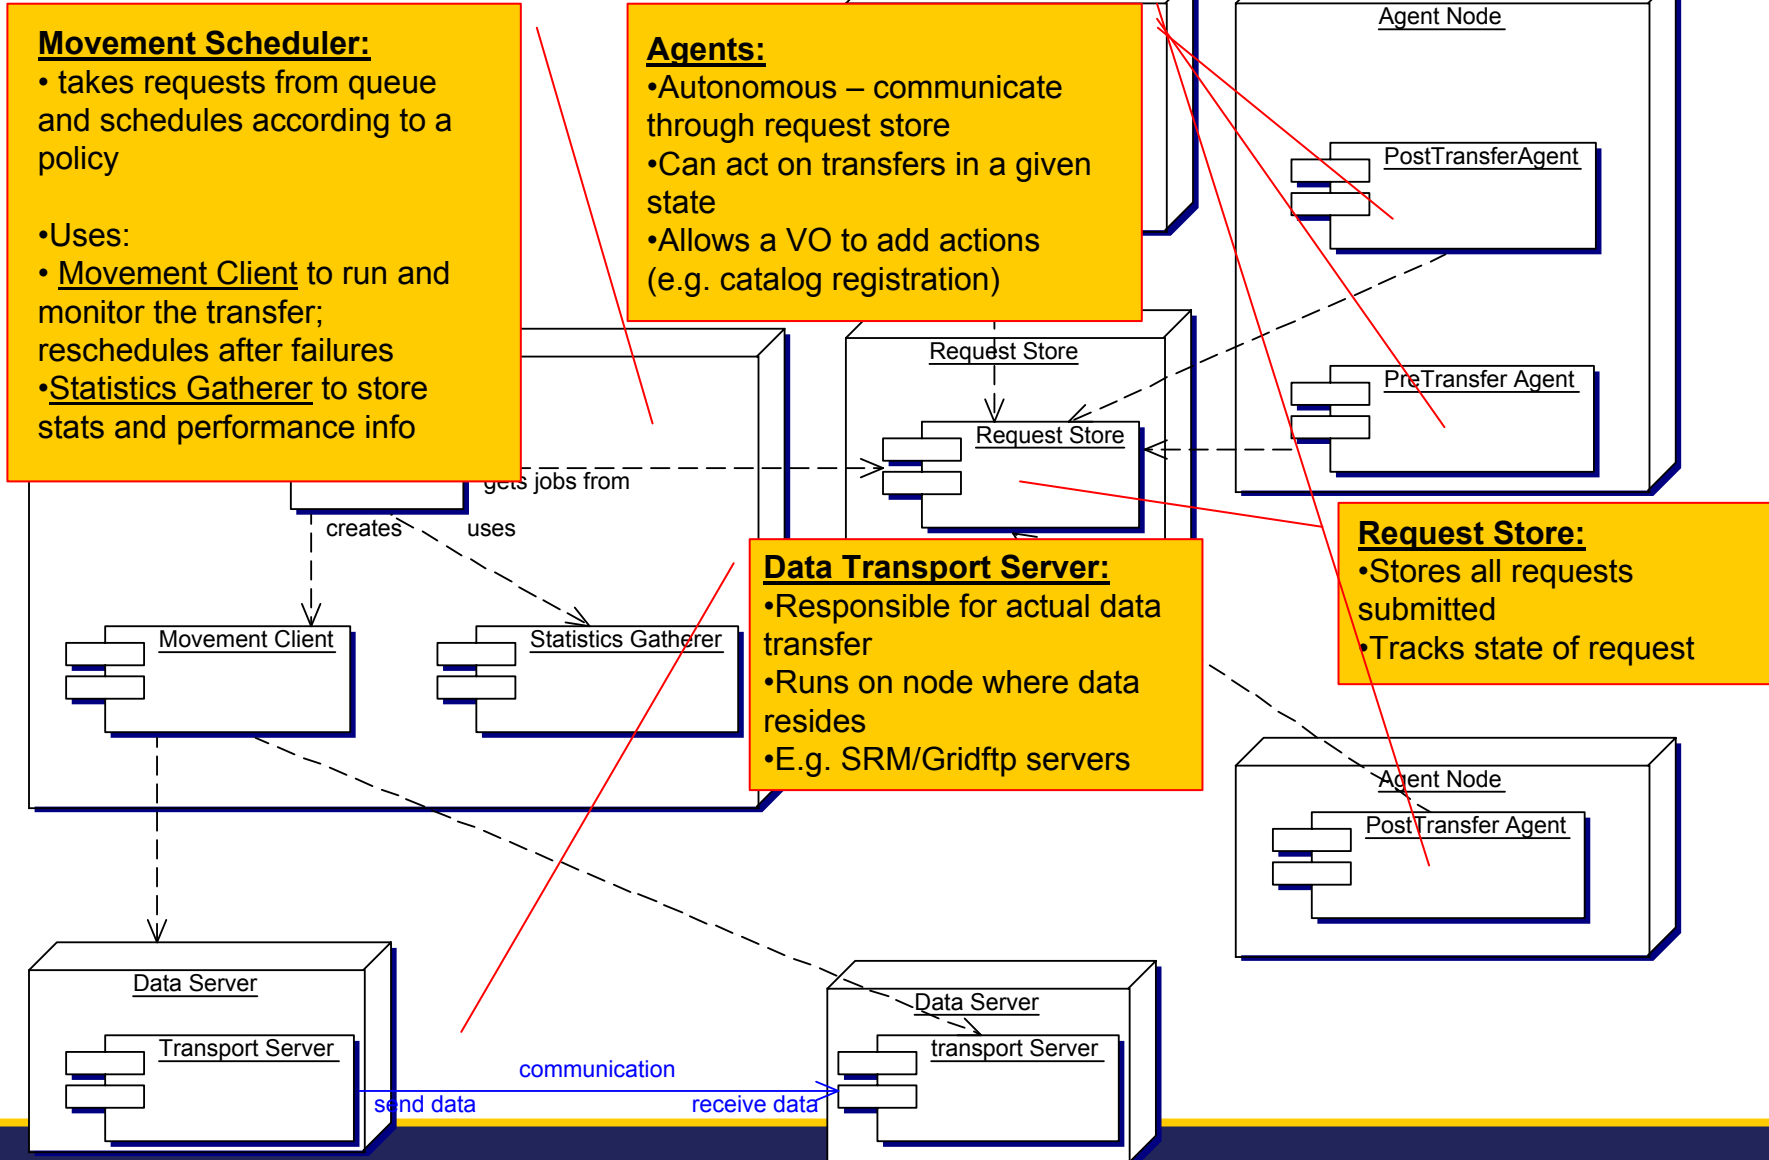 Movement Scheduler:
• takes requests from queue
and schedules according to a
policy
•Uses:
• Movement Client to run and
monitor the transfer;
reschedules after failures
•Statistics Gatherer to store
stats and performance info
Agents:
•Autonomous – communicate
through request store
•Can act on transfers in a given
state
•Allows a VO to add actions
(e.g. catalog registration)
Agent Node
PostTransferAgent
PreTransfer Agent
Request Store
Request Store
gets jobs from
creates
uses
Movement Client
Statistics Gatherer
Data Transport Server:
•Responsible for actual data
transfer
•Runs on node where data
resides
•E.g. SRM/Gridftp servers
Request Store:
•Stores all requests
submitted
•Tracks state of request
Agent Node
PostTransfer Agent
Data Server
Transport Server
communication
send data
receive data
Data Server
transport Server